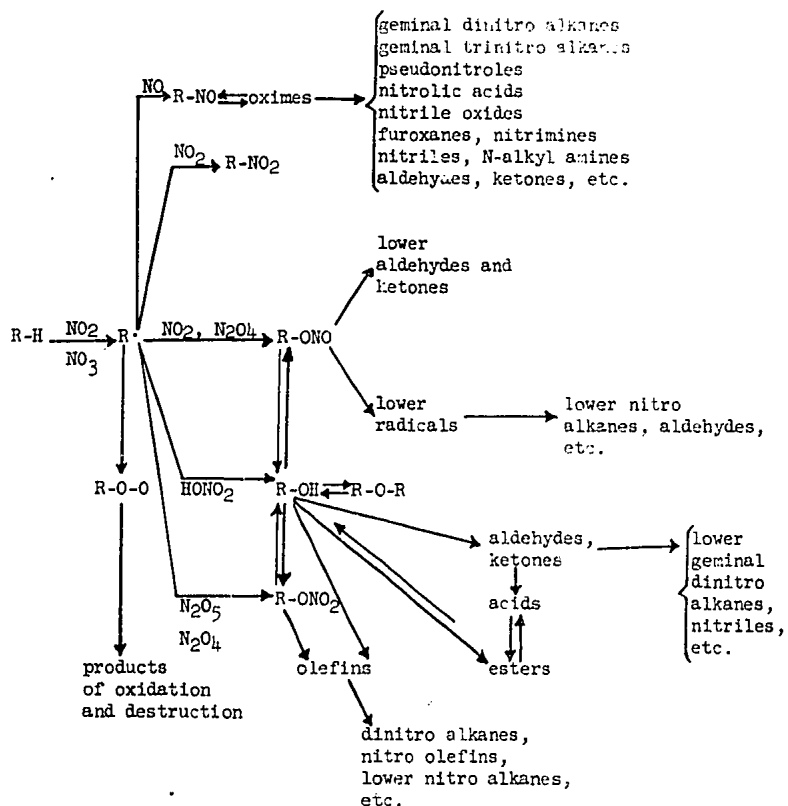 geminal dinitro alkanes
geminal trinitro alkanes
pseudonitroles
nitrolic acids
nitrile oxides
furoxanes, nitrimines
nitriles, N-alkyl amines
aldehydes, ketones, etc.
NO
R-NO
oximes
NO2
R-NO2
lower
aldehydes and
ketones
R-H
NO2
NO3
R·
NO2, N2O4
R-ONO
lower
radicals
lower nitro
alkanes, aldehydes,
etc.
R-O-O
HONO2
R-OH
R-O-R
aldehydes,
ketones
lower
geminal
dinitro
alkanes,
nitriles,
etc.
acids
N2O5
N2O4
R-ONO2
products
of oxidation
and destruction
olefins
esters
dinitro alkanes,
nitro olefins,
lower nitro alkanes,
etc.